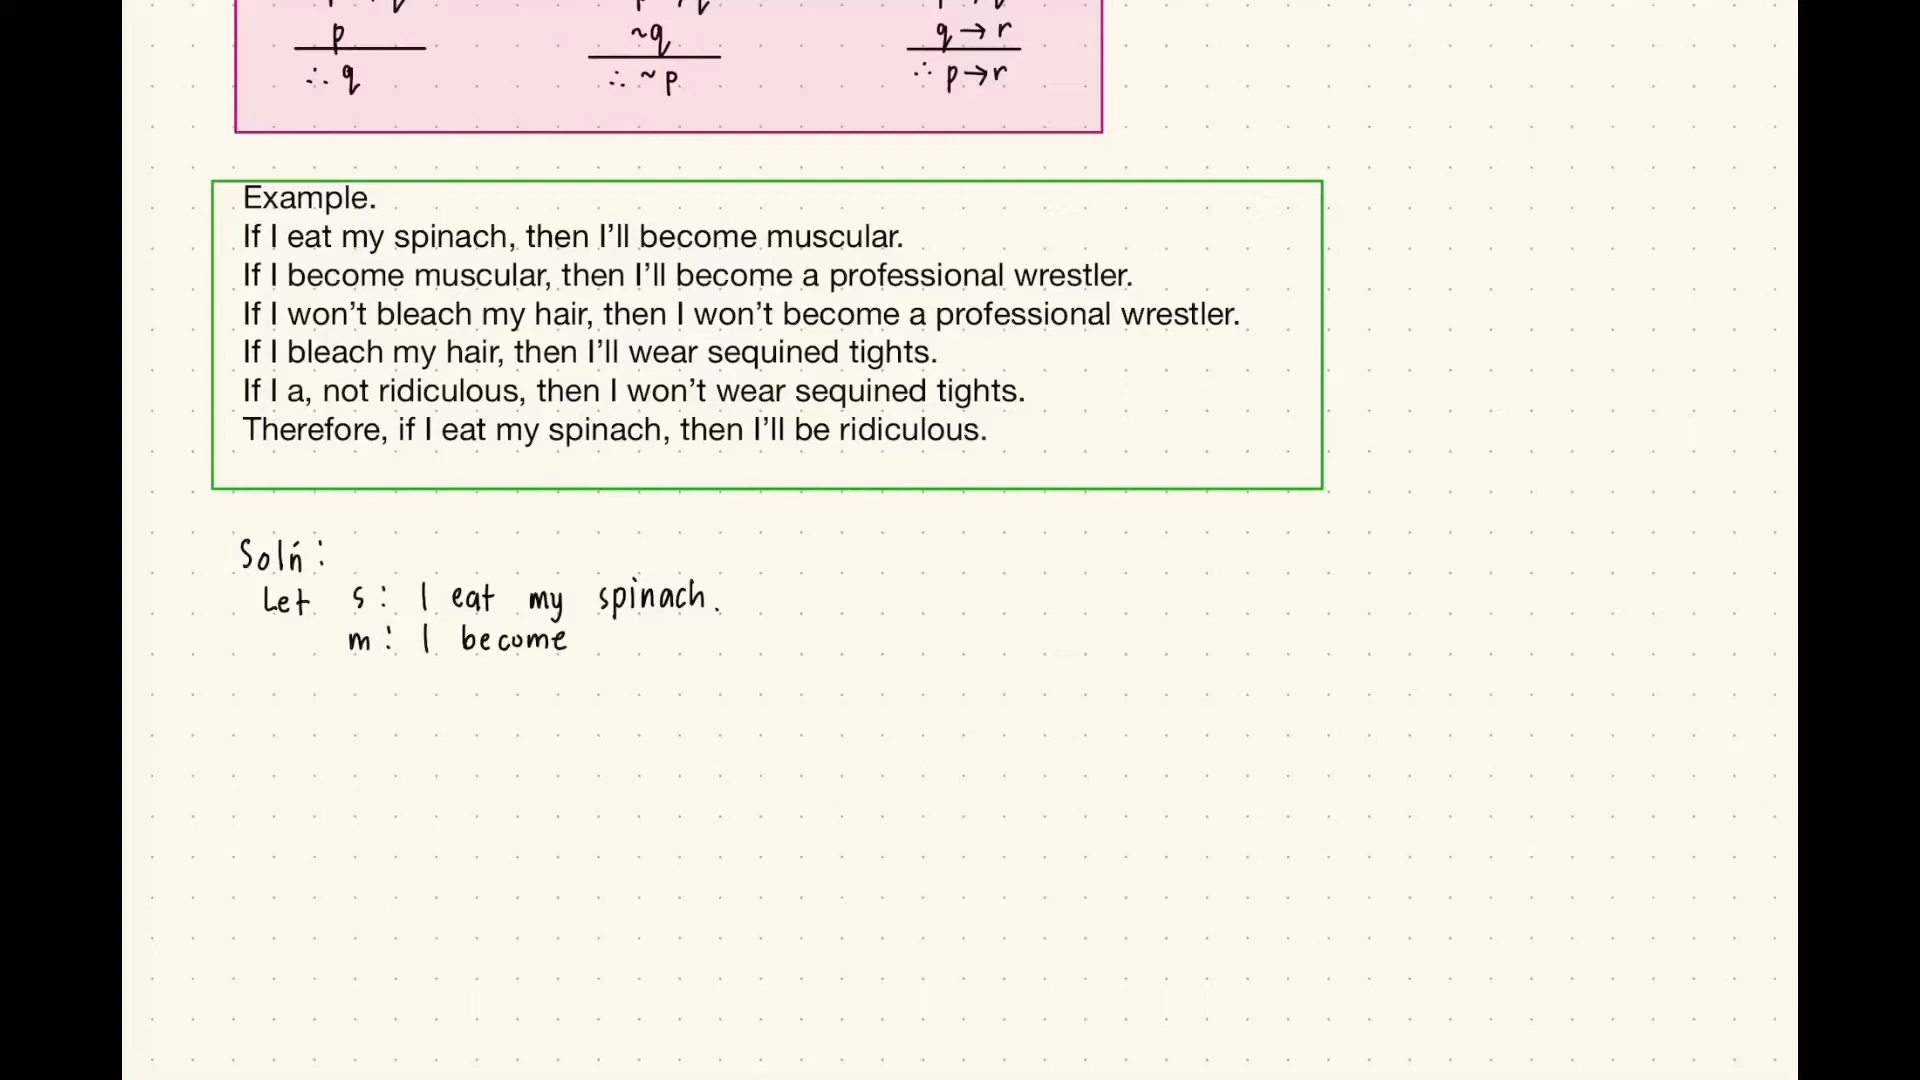 p q → r
~q
∴ q ∴ ~p ∴ p→r
Example.
If I eat my spinach, then I'll become muscular.
If I become muscular, then I'll become a professional wrestler.
If I won't bleach my hair, then I won't become a professional wrestler.
If I bleach my hair, then I'll wear sequined tights.
If I a, not ridiculous, then I won't wear sequined tights.
Therefore, if I eat my spinach, then I'll be ridiculous.
Sol'n:
Let s: I eat my spinach.
m: I become